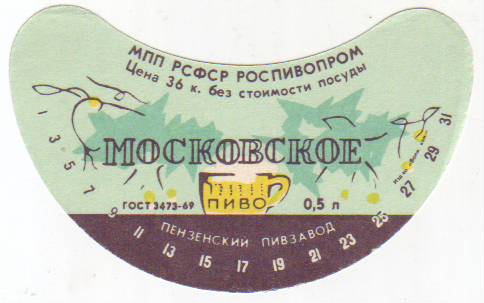 МПП РСФСР РОСПИВОПРОМ
Цена 36 к. без стоимости посуды
МОСКОВСКОЕ
ПИВО
ГОСТ 3473-69
0,5 л
ПЕНЗЕНСКИЙ ПИВЗАВОД
1 3 5 7 9 11 13 15 17 19 21 23 25 27 29 31